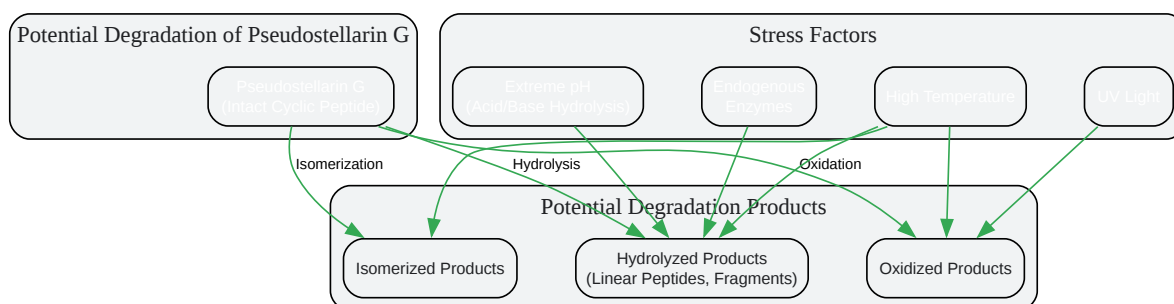 Potential Degradation of Pseudostellarin G
Stress Factors
Pseudostellarin G
(Intact Cyclic Peptide)
Extreme pH
(Acid/Base Hydrolysis)
Endogenous
Enzymes
High Temperature
UV Light
Isomerization
Hydrolysis
Oxidation
Potential Degradation Products
Isomerized Products
Hydrolyzed Products
(Linear Peptides, Fragments)
Oxidized Products